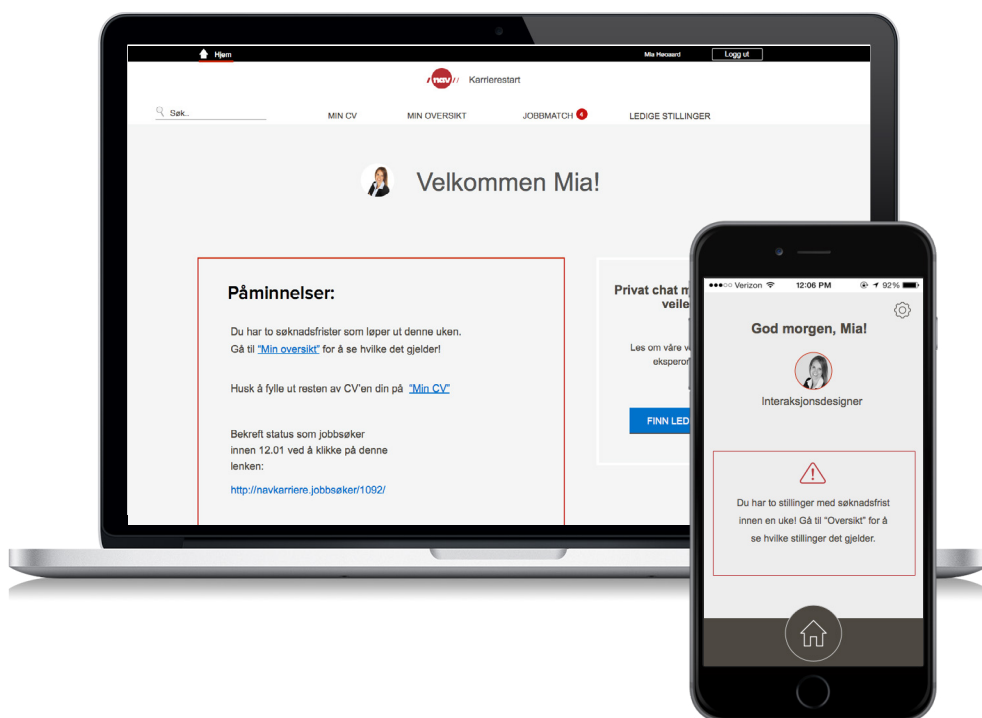 Hjem
Mia Høgaard
Logg ut
/nav// Karrierestart
Søk..
MIN CV
MIN OVERSIKT
JOBBMATCH 4
LEDIGE STILLINGER
Velkommen Mia!
Påminnelser:
Du har to søknadsfrister som løper ut denne uken.
Gå til "Min oversikt" for å se hvilke det gjelder!
Husk å fylle ut resten av CV'en din på "Min CV"
Bekreft status som jobbsøker
innen 12.01 ved å klikke på denne
lenken:
http://navkarriere.jobbsøker/1092/
Privat chat
Les om våre
FINN LED
Verizon 12:06 PM 92%
God morgen, Mia!
Interaksjonsdesigner
Du har to stillinger med søknadsfrist
innen en uke! Gå til "Oversikt" for å
se hvilke stillinger det gjelder.